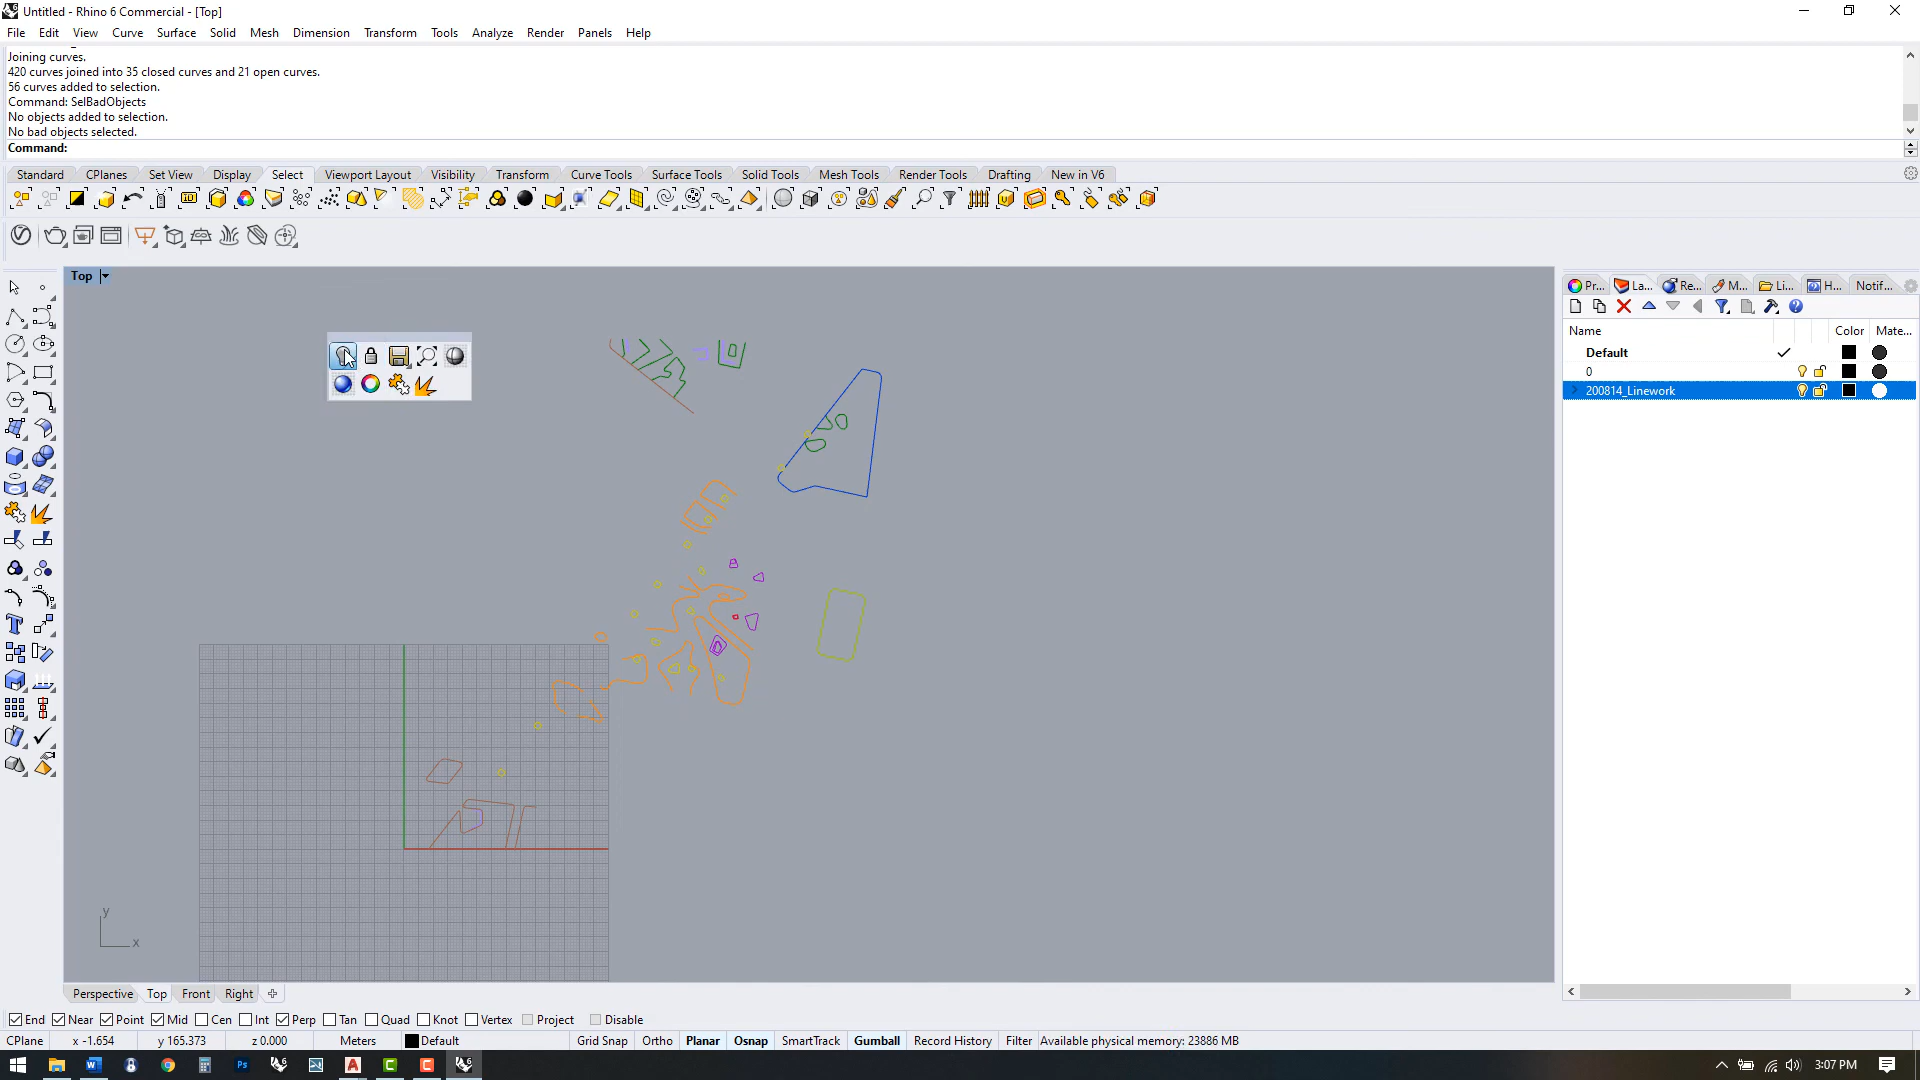 Untitled - Rhino 6 Commercial - [Top]
File Edit View Curve Surface Solid Mesh Dimension Transform Tools Analyze Render Panels Help
Joining curves.
420 curves joined into 35 closed curves and 21 open curves.
56 curves added to selection.
Command: SelBadObjects
No objects added to selection.
No bad objects selected.
Command:
Standard CPlanes Set View Display Select Viewport Layout Visibility Transform Curve Tools Surface Tools Solid Tools Mesh Tools Render Tools Drafting New in V6
Top
Pr... La... Re... M... Li... H... Notif...
Name Color Mate...
Default
0
200814_Linework
y
x
Perspective Top Front Right
End Near Point Mid Cen Int Perp Tan Quad Knot Vertex Project Disable
CPlane x -1.654 y 165.373 z 0.000 Meters Default Grid Snap Ortho Planar Osnap SmartTrack Gumball Record History Filter Available physical memory: 23886 MB
3:07 PM